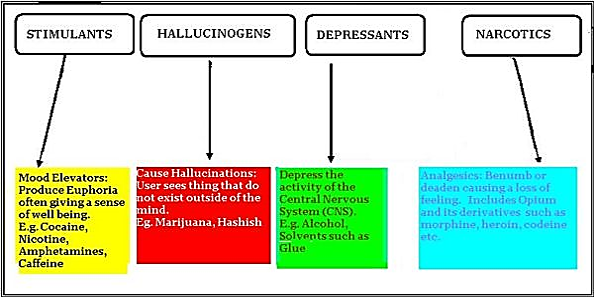 STIMULANTS
HALLUCINOGENS
DEPRESSANTS
NARCOTICS
Mood Elevators:
Produce Euphoria
often giving a sense
of well being.
E.g. Cocaine,
Nicotine,
Amphetamines,
Caffeine
Cause Hallucinations:
User sees thing that do
not exist outside of the
mind.
Eg. Marijuana, Hashish
Depress the
activity of the
Central Nervous
System (CNS).
E.g. Alcohol,
Solvents such as
Glue
Analgesics: Benumb or
deaden causing a loss of
feeling. Includes Opium
and its derivatives such as
morphine, heroin, codeine
etc.